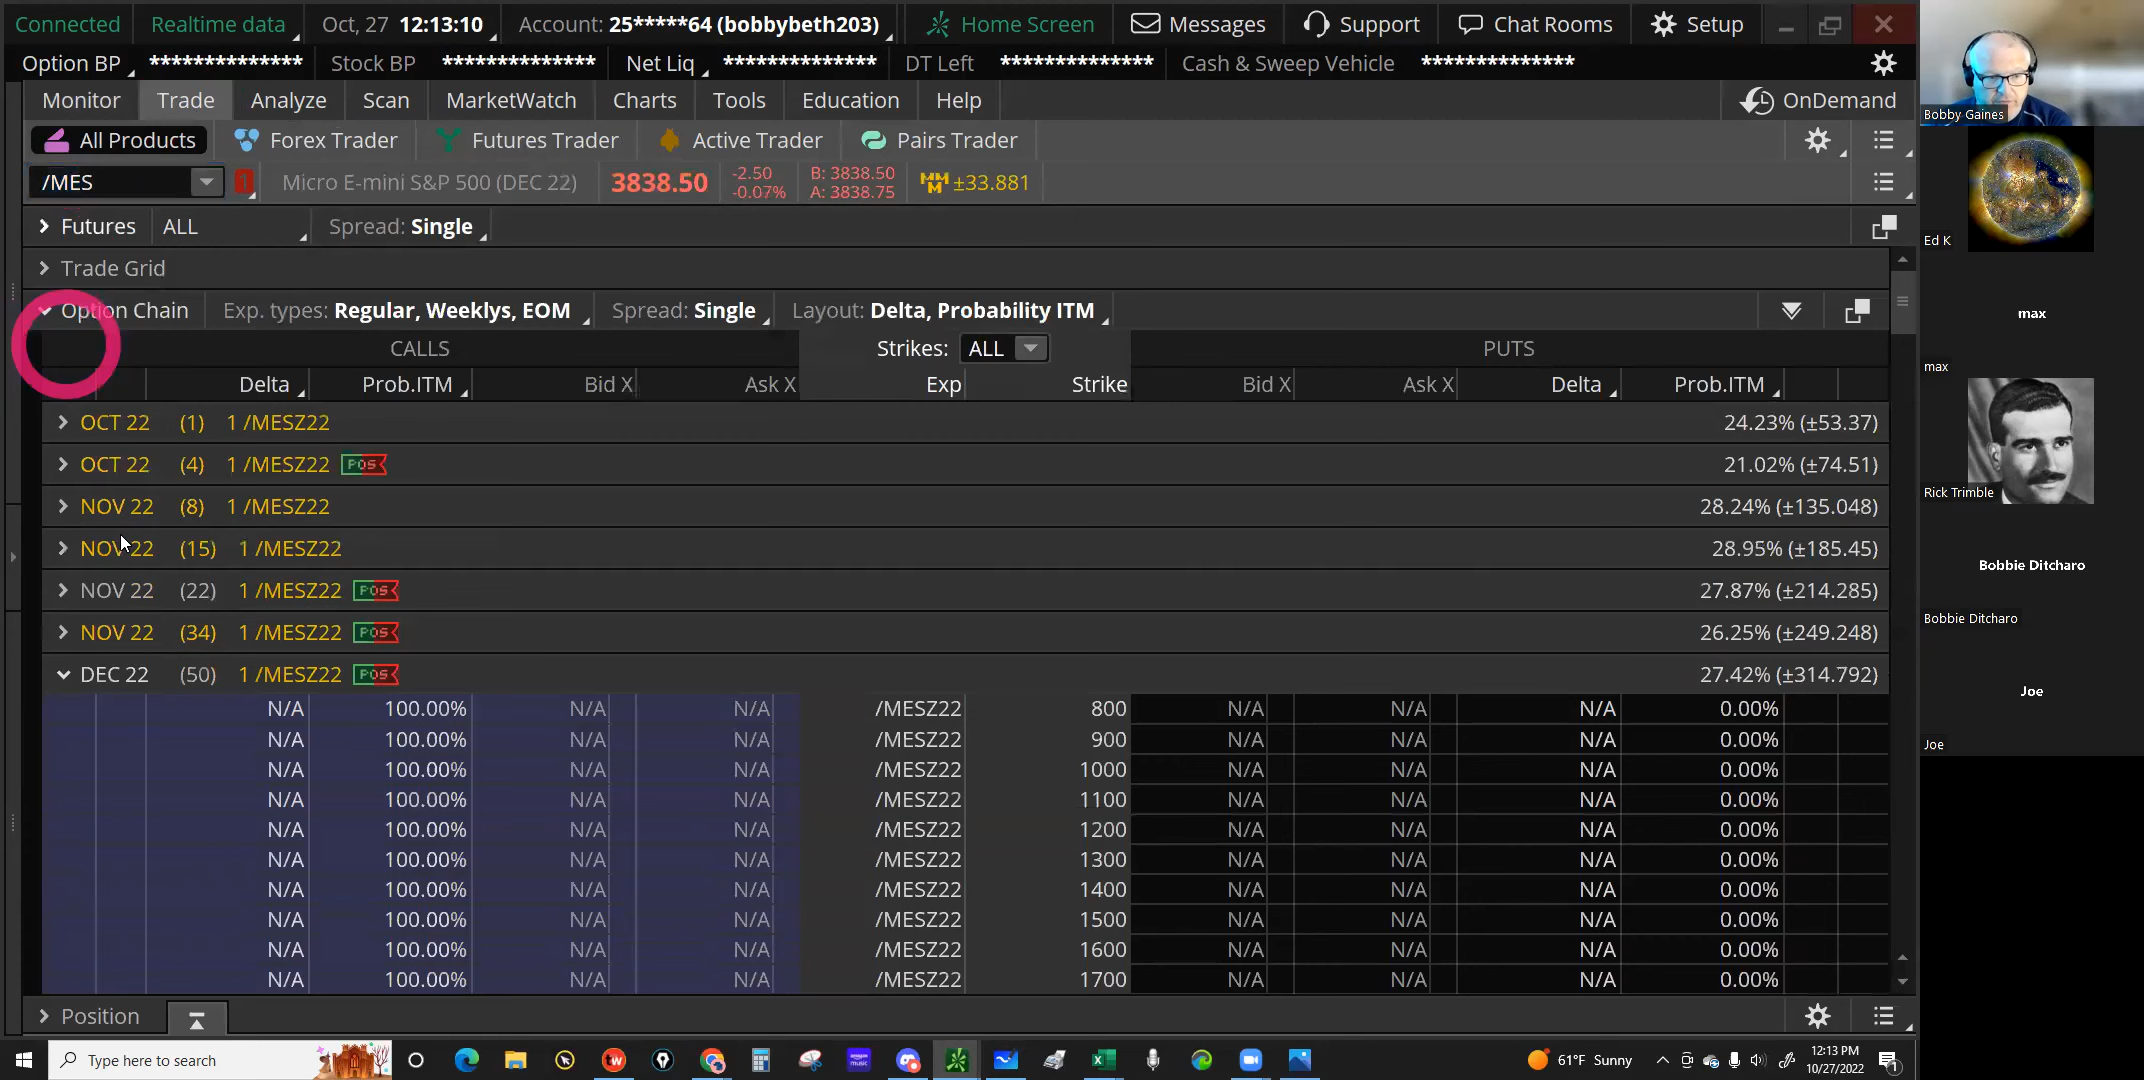 Connected Realtime data Oct, 27 12:13:10 Account: 25*****64 (bobbybeth203) Home Screen Messages Support Chat Rooms Setup
Option BP ************** Stock BP ************** Net Liq ************** DT Left ************** Cash & Sweep Vehicle **************
Monitor Trade Analyze Scan MarketWatch Charts Tools Education Help OnDemand
All Products Forex Trader Futures Trader Active Trader Pairs Trader
/MES 1 Micro E-mini S&P 500 (DEC 22) 3838.50 -2.50 B: 3838.50 ±33.881
-0.07% A: 3838.75
Futures ALL Spread: Single
Trade Grid
Option Chain Exp. types: Regular, Weeklys, EOM Spread: Single Layout: Delta, Probability ITM
CALLS Strikes: ALL PUTS
Delta Prob.ITM Bid X Ask X Exp Strike Bid X Ask X Delta Prob.ITM
OCT 22 (1) 1 /MESZ22 24.23% (±53.37)
OCT 22 (4) 1 /MESZ22 POS 21.02% (±74.51)
NOV 22 (8) 1 /MESZ22 28.24% (±135.048)
NOV 22 (15) 1 /MESZ22 28.95% (±185.45)
NOV 22 (22) 1 /MESZ22 POS 27.87% (±214.285)
NOV 22 (34) 1 /MESZ22 POS 26.25% (±249.248)
DEC 22 (50) 1 /MESZ22 POS 27.42% (±314.792)
N/A 100.00% N/A N/A /MESZ22 800 N/A N/A N/A 0.00%
N/A 100.00% N/A N/A /MESZ22 900 N/A N/A N/A 0.00%
N/A 100.00% N/A N/A /MESZ22 1000 N/A N/A N/A 0.00%
N/A 100.00% N/A N/A /MESZ22 1100 N/A N/A N/A 0.00%
N/A 100.00% N/A N/A /MESZ22 1200 N/A N/A N/A 0.00%
N/A 100.00% N/A N/A /MESZ22 1300 N/A N/A N/A 0.00%
N/A 100.00% N/A N/A /MESZ22 1400 N/A N/A N/A 0.00%
N/A 100.00% N/A N/A /MESZ22 1500 N/A N/A N/A 0.00%
N/A 100.00% N/A N/A /MESZ22 1600 N/A N/A N/A 0.00%
N/A 100.00% N/A N/A /MESZ22 1700 N/A N/A N/A 0.00%
Position
Type here to search 61°F Sunny 12:13 PM
10/27/2022
Bobby Gaines
Ed K
max
max
Rick Trimble
Bobbie Ditcharo
Bobbie Ditcharo
Joe
Joe